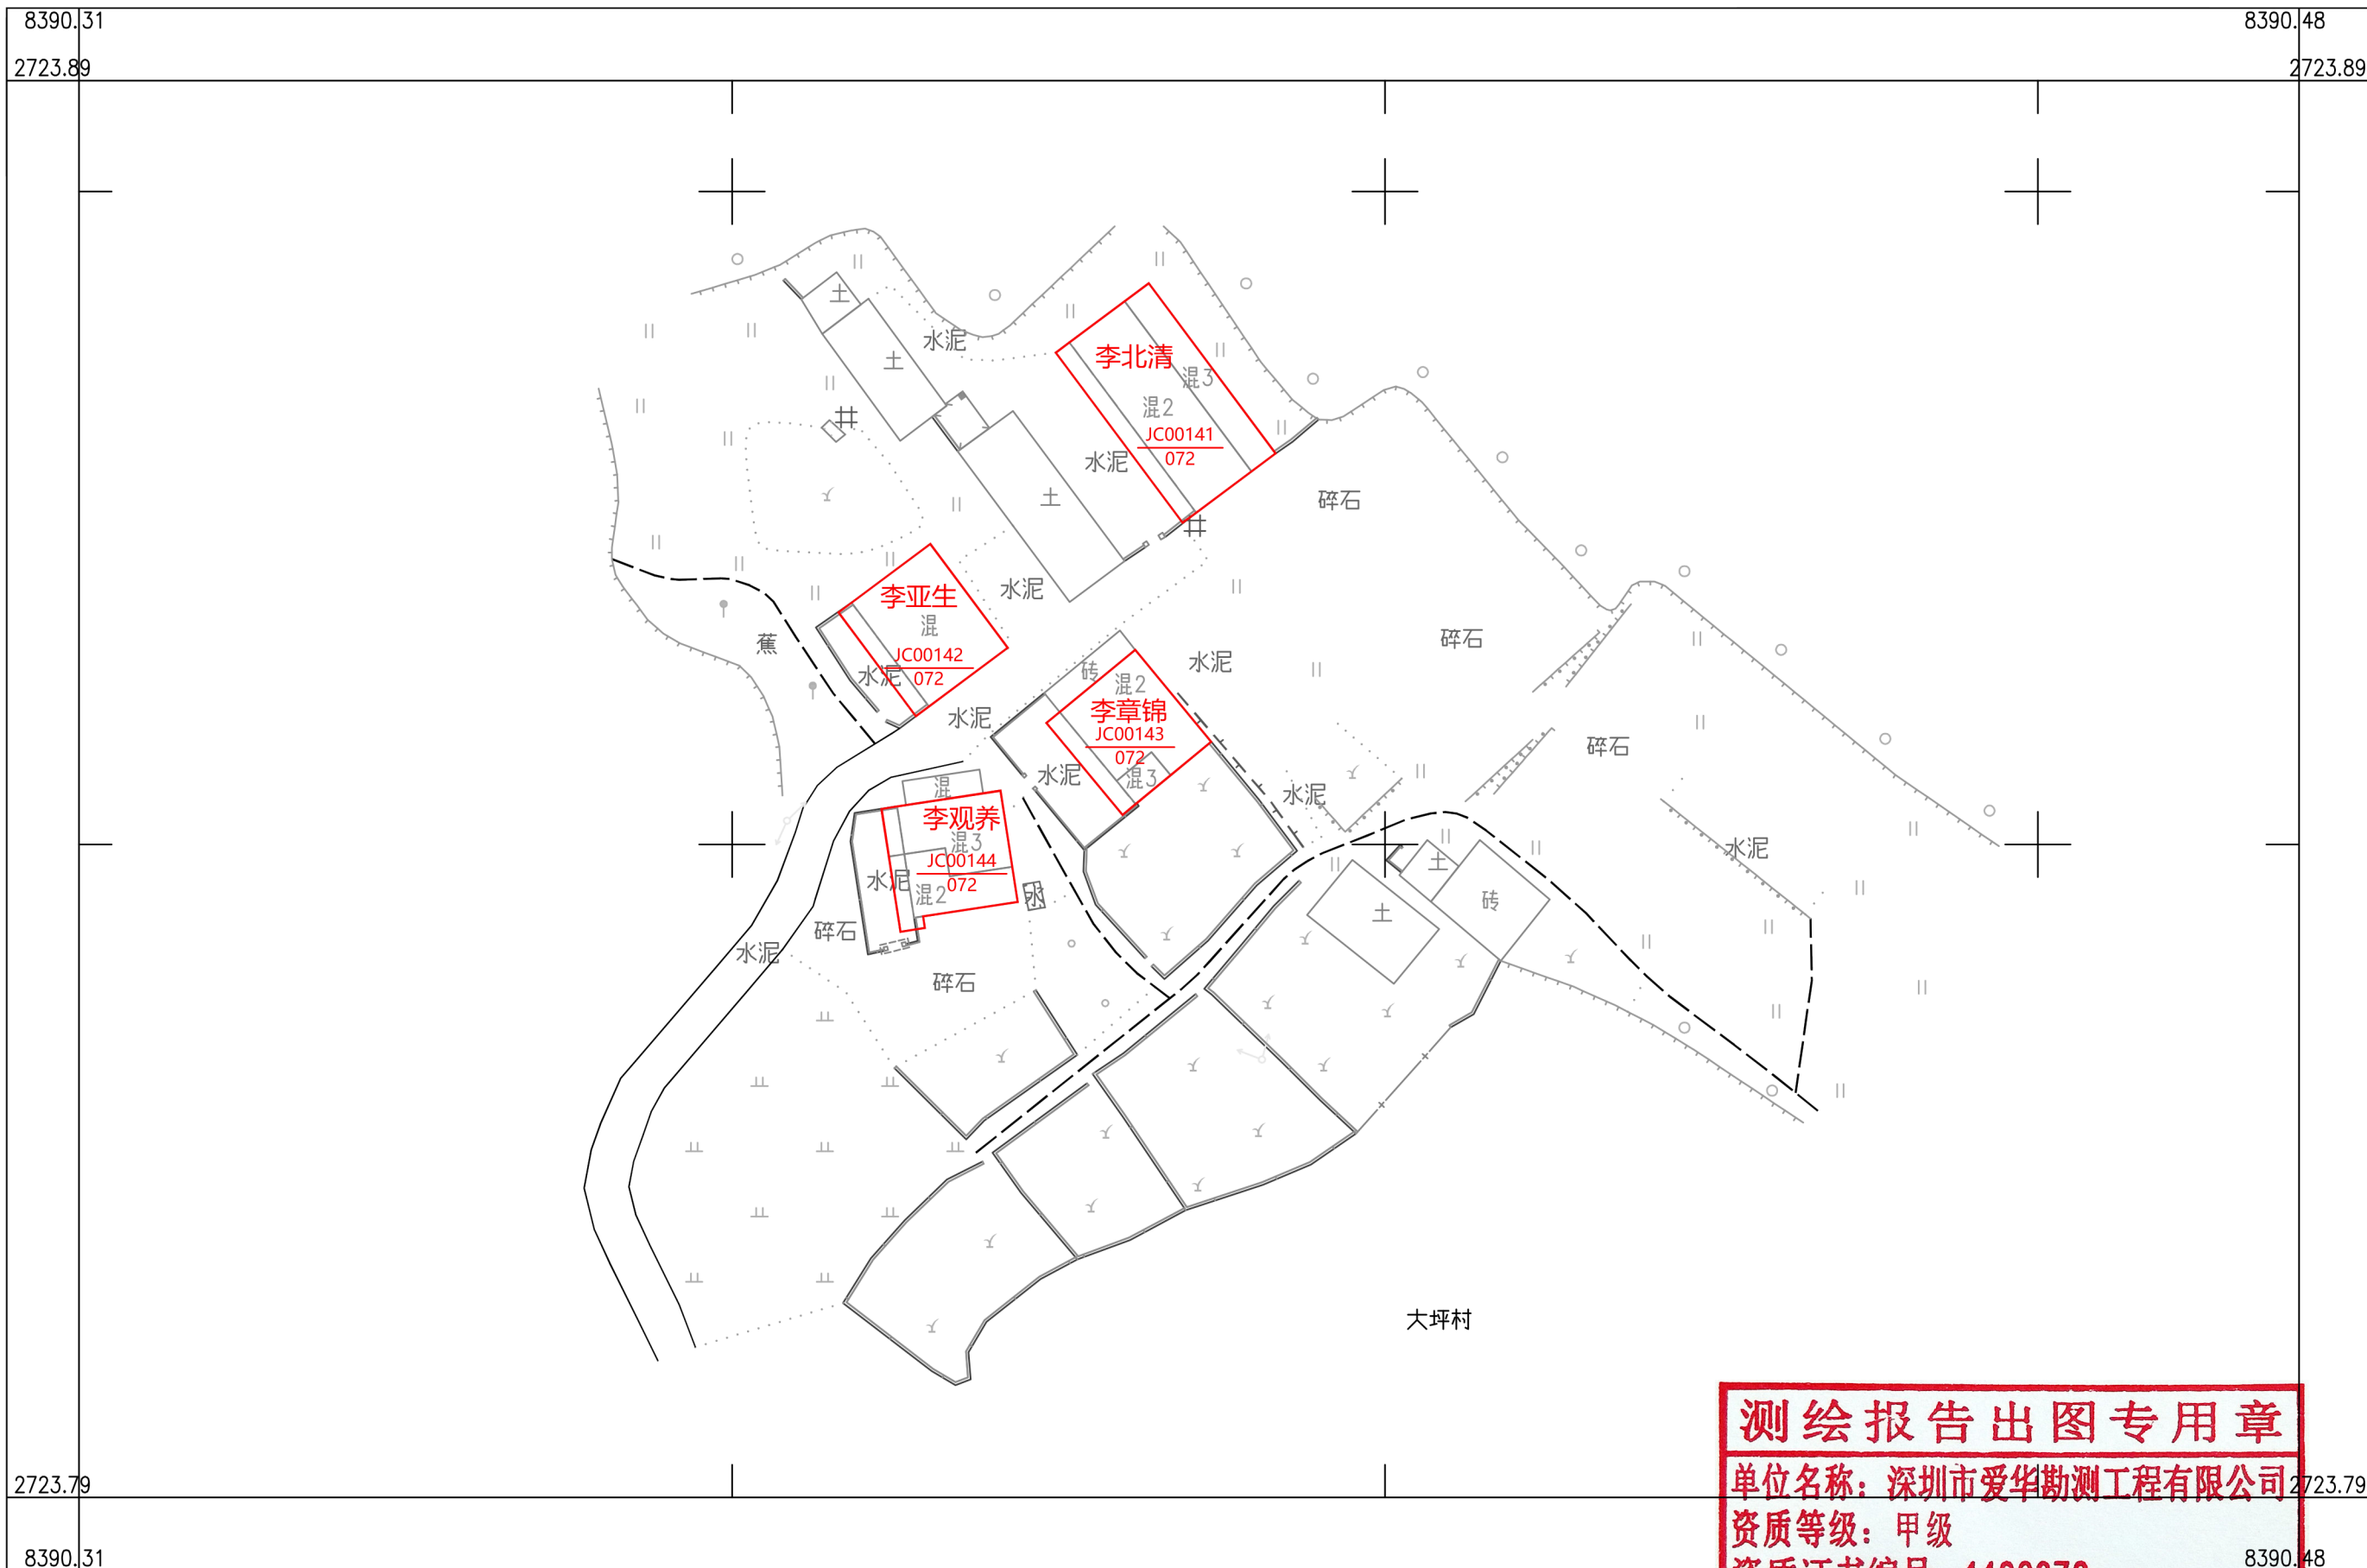 8390.31
8390.48
2723.89
2723.89
土
水泥
土
李北清
混3
混2
JC00141
072
水泥
土
碎石
李亚生
混
JC00142
水泥
072
水泥
蕉
碎石
水泥
砖
混2
李章锦
JC00143
072
混3
水泥
水泥
碎石
水泥
混
李观养
混3
JC00144
072
水泥
混2
水
水泥
土
砖
土
碎石
水泥
碎石
大坪村
测绘报告出图专用章
单位名称：深圳市爱华勘测工程有限公司
资质等级：甲级
2723.79
2723.79
8390.31
8390.48